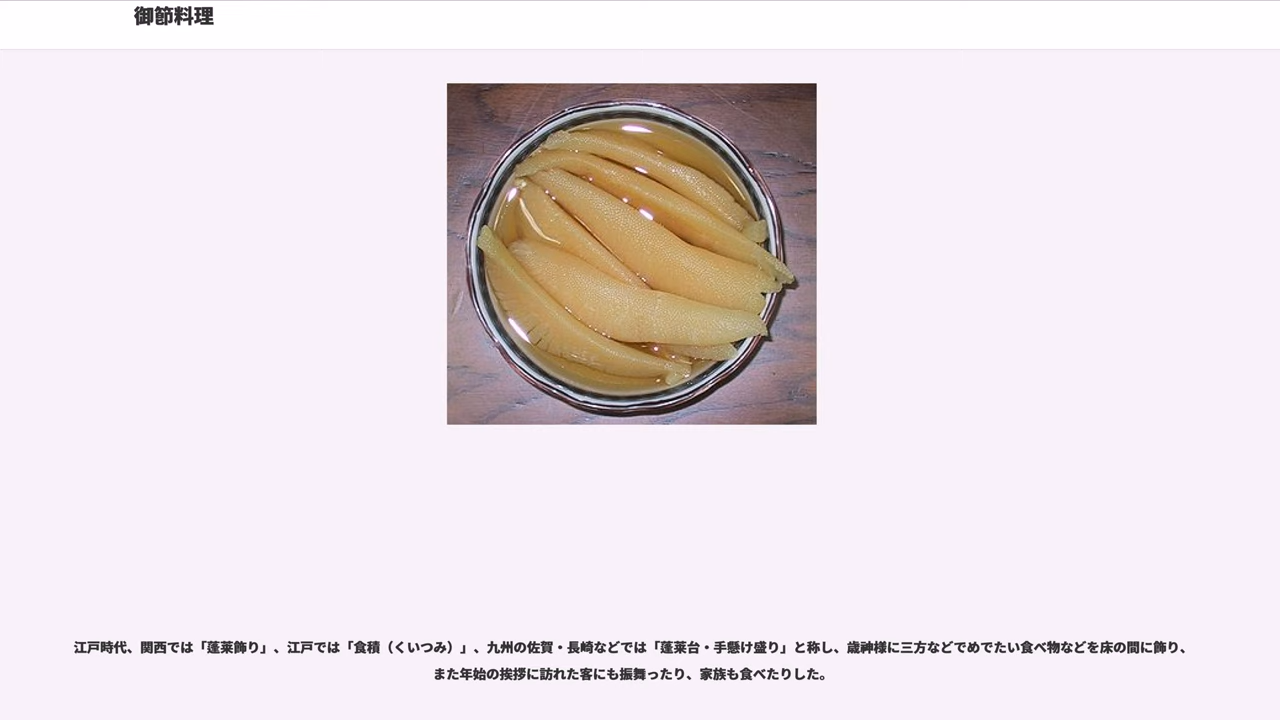 御節料理
江戸時代、関西では「蓬莱飾り」、江戸では「食積（くいつみ）」、九州の佐賀・長崎などでは「蓬莱台・手懸け盛り」と称し、歳神様に三方などでめでたい食べ物などを床の間に飾り、
また年始の挨拶に訪れた客にも振舞ったり、家族も食べたりした。